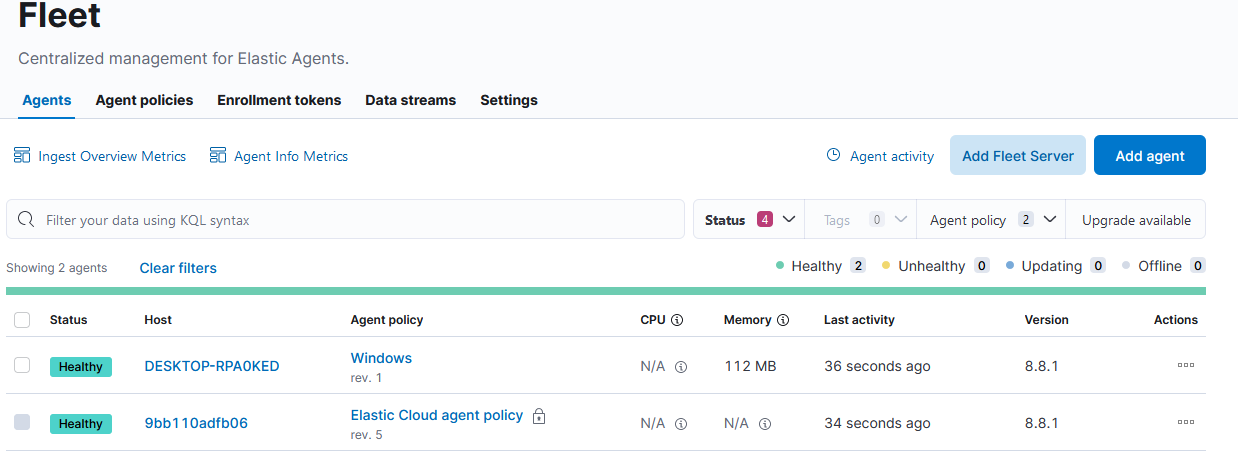 Fleet
Centralized management for Elastic Agents.
Agents Agent policies Enrollment tokens Data streams Settings
Ingest Overview Metrics Agent Info Metrics Agent activity Add Fleet Server Add agent
Filter your data using KQL syntax Status 4 Tags 0 Agent policy 2 Upgrade available
Showing 2 agents Clear filters Healthy 2 Unhealthy 0 Updating 0 Offline 0
Status Host Agent policy CPU Memory Last activity Version Actions
Healthy DESKTOP-RPA0KED Windows N/A 112 MB 36 seconds ago 8.8.1
rev. 1
Healthy 9bb110adfb06 Elastic Cloud agent policy N/A N/A 34 seconds ago 8.8.1
rev. 5